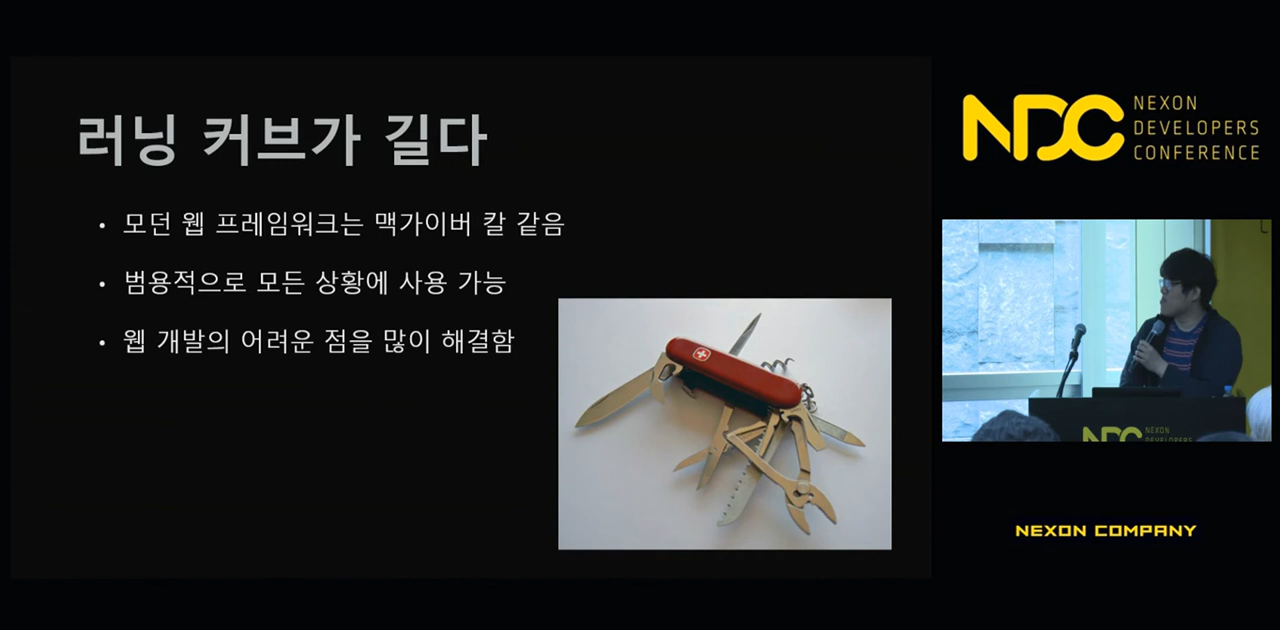 러닝 커브가 길다
• 모던 웹 프레임워크는 맥가이버 칼 같음
• 범용적으로 모든 상황에 사용 가능
• 웹 개발의 어려운 점을 많이 해결함
NDC
NEXON
DEVELOPERS
CONFERENCE
NDC
NEXON
DEVELOPERS
NEXON COMPANY